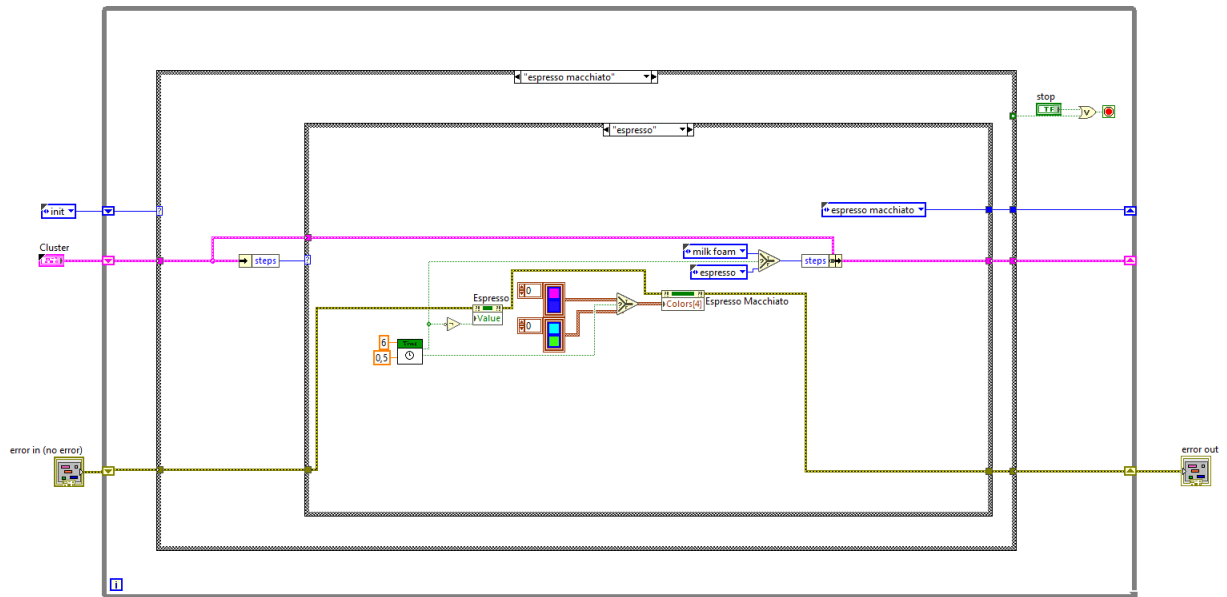 "espresso macchiato"
stop
TF
V
"espresso"
init
?
espresso macchiato
Cluster
milk foam
steps
?
steps
espresso
Espresso
0
Value
Colors[4]
Espresso Macchiato
0
6
0,5
error in (no error)
error out
i